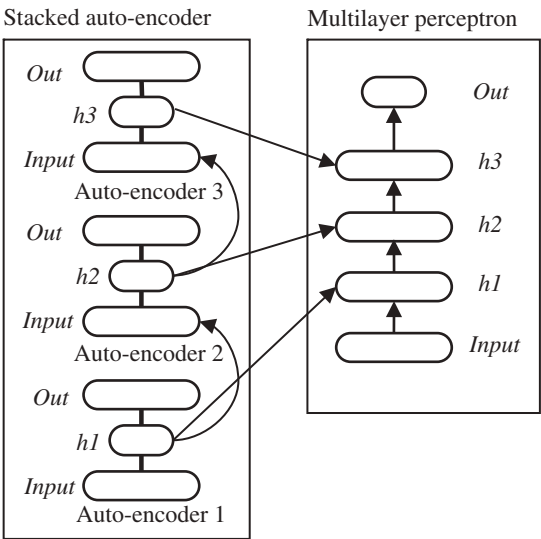 Stacked auto-encoder
Out
h3
Input
Auto-encoder 3
Out
h2
Input
Auto-encoder 2
Out
h1
Input
Auto-encoder 1
Multilayer perceptron
Out
h3
h2
h1
Input